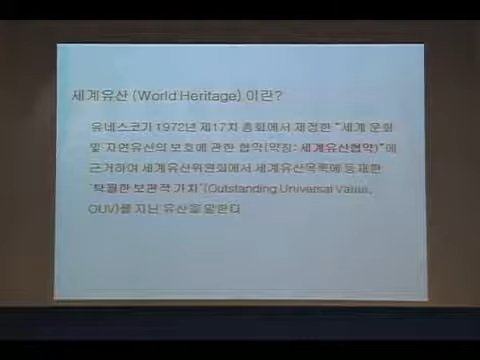 세계유산 (World Heritage) 이란?
유네스코가 1972년 제17차 총회에서 제정한 "세계 문화
및 자연유산의 보호에 관한 협약(약칭: 세계유산협약)"에
근거하여 세계유산위원회에서 세계유산목록에 등재한
'탁월한 보편적 가치'(Outstanding Universal Value,
OUV)를 지닌 유산을 말한다